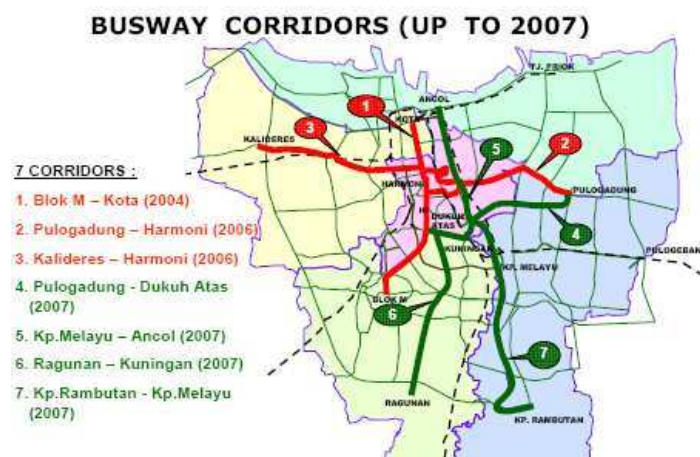 BUSWAY CORRIDORS (UP TO 2007)
TJ. PRIOK
ANCOL
1
KOTA
3
KALIDERES
5
2
7 CORRIDORS :
HARMONI
PULOGADUNG
1. Blok M – Kota (2004)
DUKUH
ATAS
4
2. Pulogadung – Harmoni (2006)
KUNINGAN
PULOGEBANG
3. Kalideres – Harmoni (2006)
KP. MELAYU
4. Pulogadung - Dukuh Atas
(2007)
BLOK M
6
5. Kp.Melayu – Ancol (2007)
7
6. Ragunan – Kuningan (2007)
7. Kp.Rambutan - Kp.Melayu
(2007)
RAGUNAN
KP. RAMBUTAN